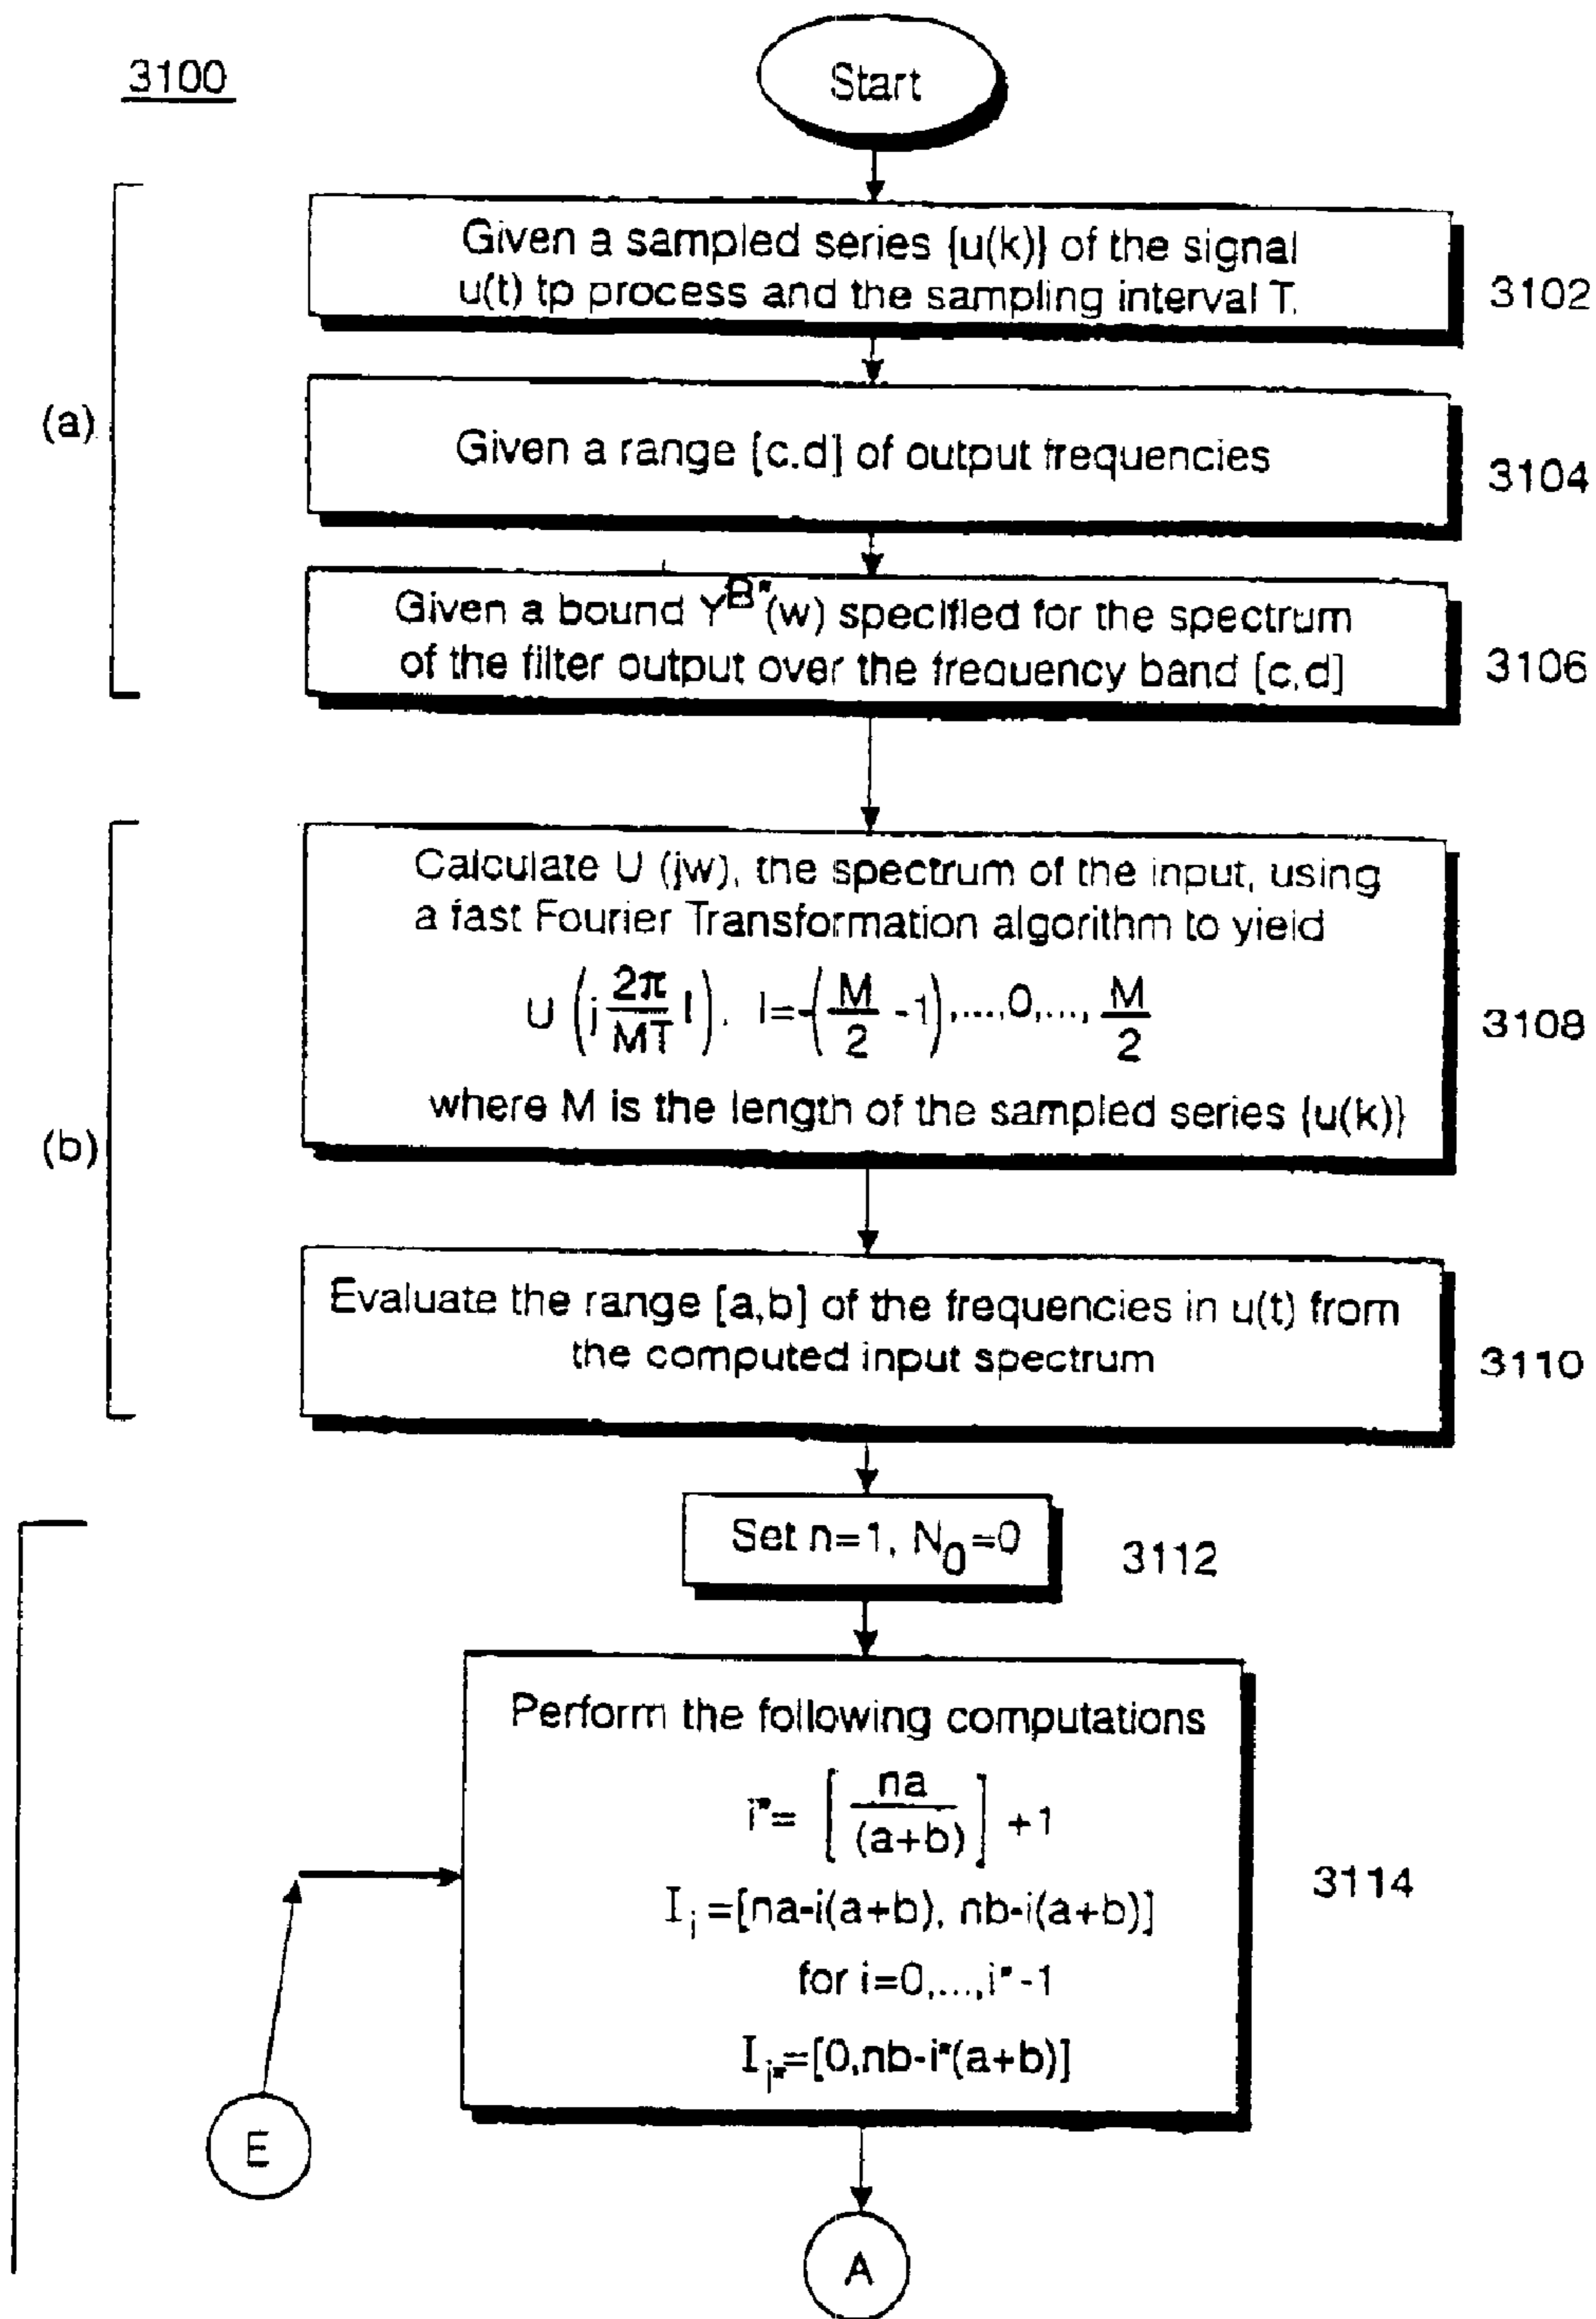 3100
Start
(a)
Given a sampled series {u(k)} of the signal
u(t) tp process and the sampling interval T.
3102
Given a range [c.d] of output frequencies
3104
Given a bound Y^B*(w) specified for the spectrum
of the filter output over the frequency band [c,d]
3106
(b)
Calculate U (jw), the spectrum of the input, using
a fast Fourier Transformation algorithm to yield
U (j 2π/MT l). l=-(M/2 -1),...,0,..., M/2
where M is the length of the sampled series {u(k)}
3108
Evaluate the range [a,b] of the frequencies in u(t) from
the computed input spectrum
3110
Set n=1, N₀=0
3112
Perform the following computations
i*= [na/(a+b)] +1
I_i =[na-i(a+b), nb-i(a+b)]
for i=0,...,i*-1
I_i*=[0,nb-i*(a+b)]
3114
E
A